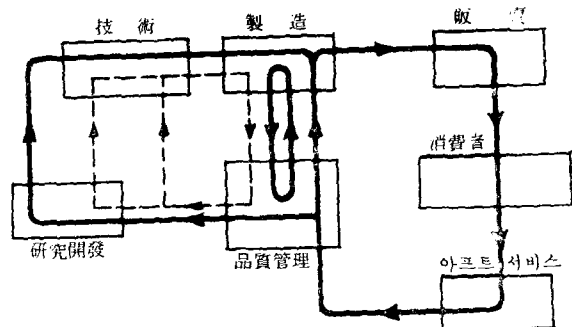 技術
製造
販賣
消費者
研究開發
品質管理
아프트 서비스